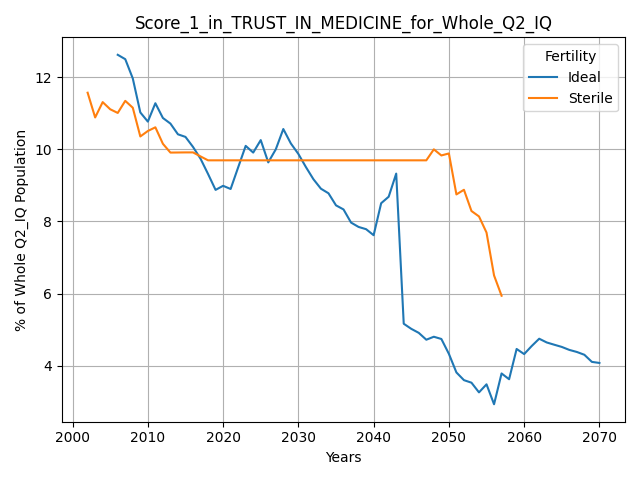 Score_1_in_TRUST_IN_MEDICINE_for_Whole_Q2_IQ
Fertility
Ideal
Sterile
% of Whole Q2_IQ Population
12
10
8
6
4
2000 2010 2020 2030 2040 2050 2060 2070
Years